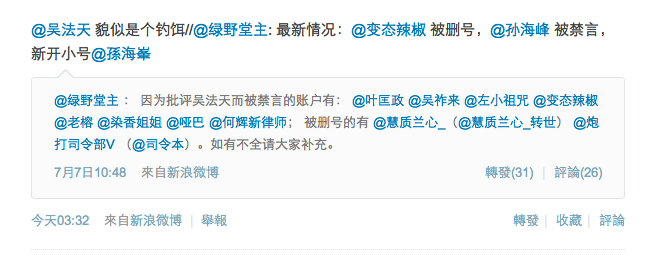 @吴法天 貌似是个钓饵//@绿野堂主: 最新情况：@变态辣椒 被删号，@孙海峰 被禁言，
新开小号@孫海峯
@绿野堂主： 因为批评吴法天而被禁言的账户有：@叶匡政 @吴祚来 @左小祖咒 @变态辣椒
@老榕 @染香姐姐 @哑巴 @何辉新律师； 被删号的有 @慧质兰心_（@慧质兰心_转世） @炮
打司令部V （@司令本）。如有不全请大家补充。
7月7日10:48 來自新浪微博 轉發(31) | 評論(26)
今天03:32 來自新浪微博 | 舉報 轉發 | 收藏 | 評論